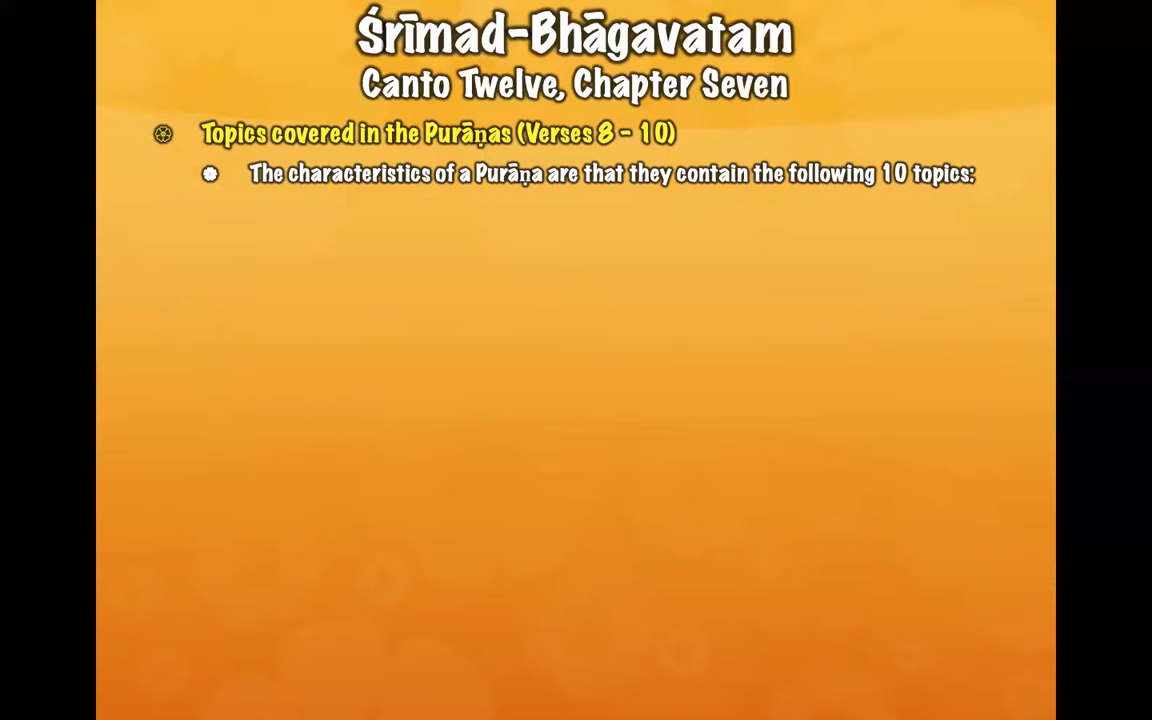 Śrīmad-Bhāgavatam
Canto Twelve, Chapter Seven
Topics covered in the Purāṇas (Verses 8 - 10)
The characteristics of a Purāṇa are that they contain the following 10 topics: